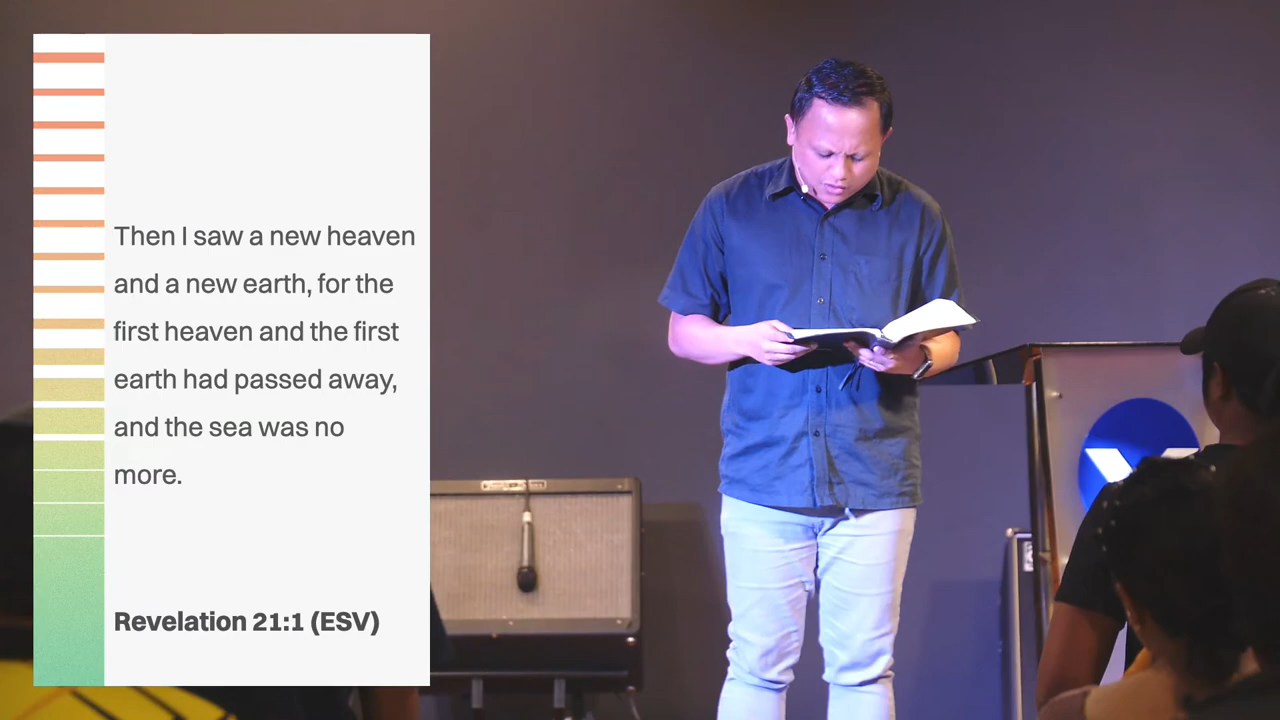 Then I saw a new heaven
and a new earth, for the
first heaven and the first
earth had passed away,
and the sea was no
more.
Revelation 21:1 (ESV)